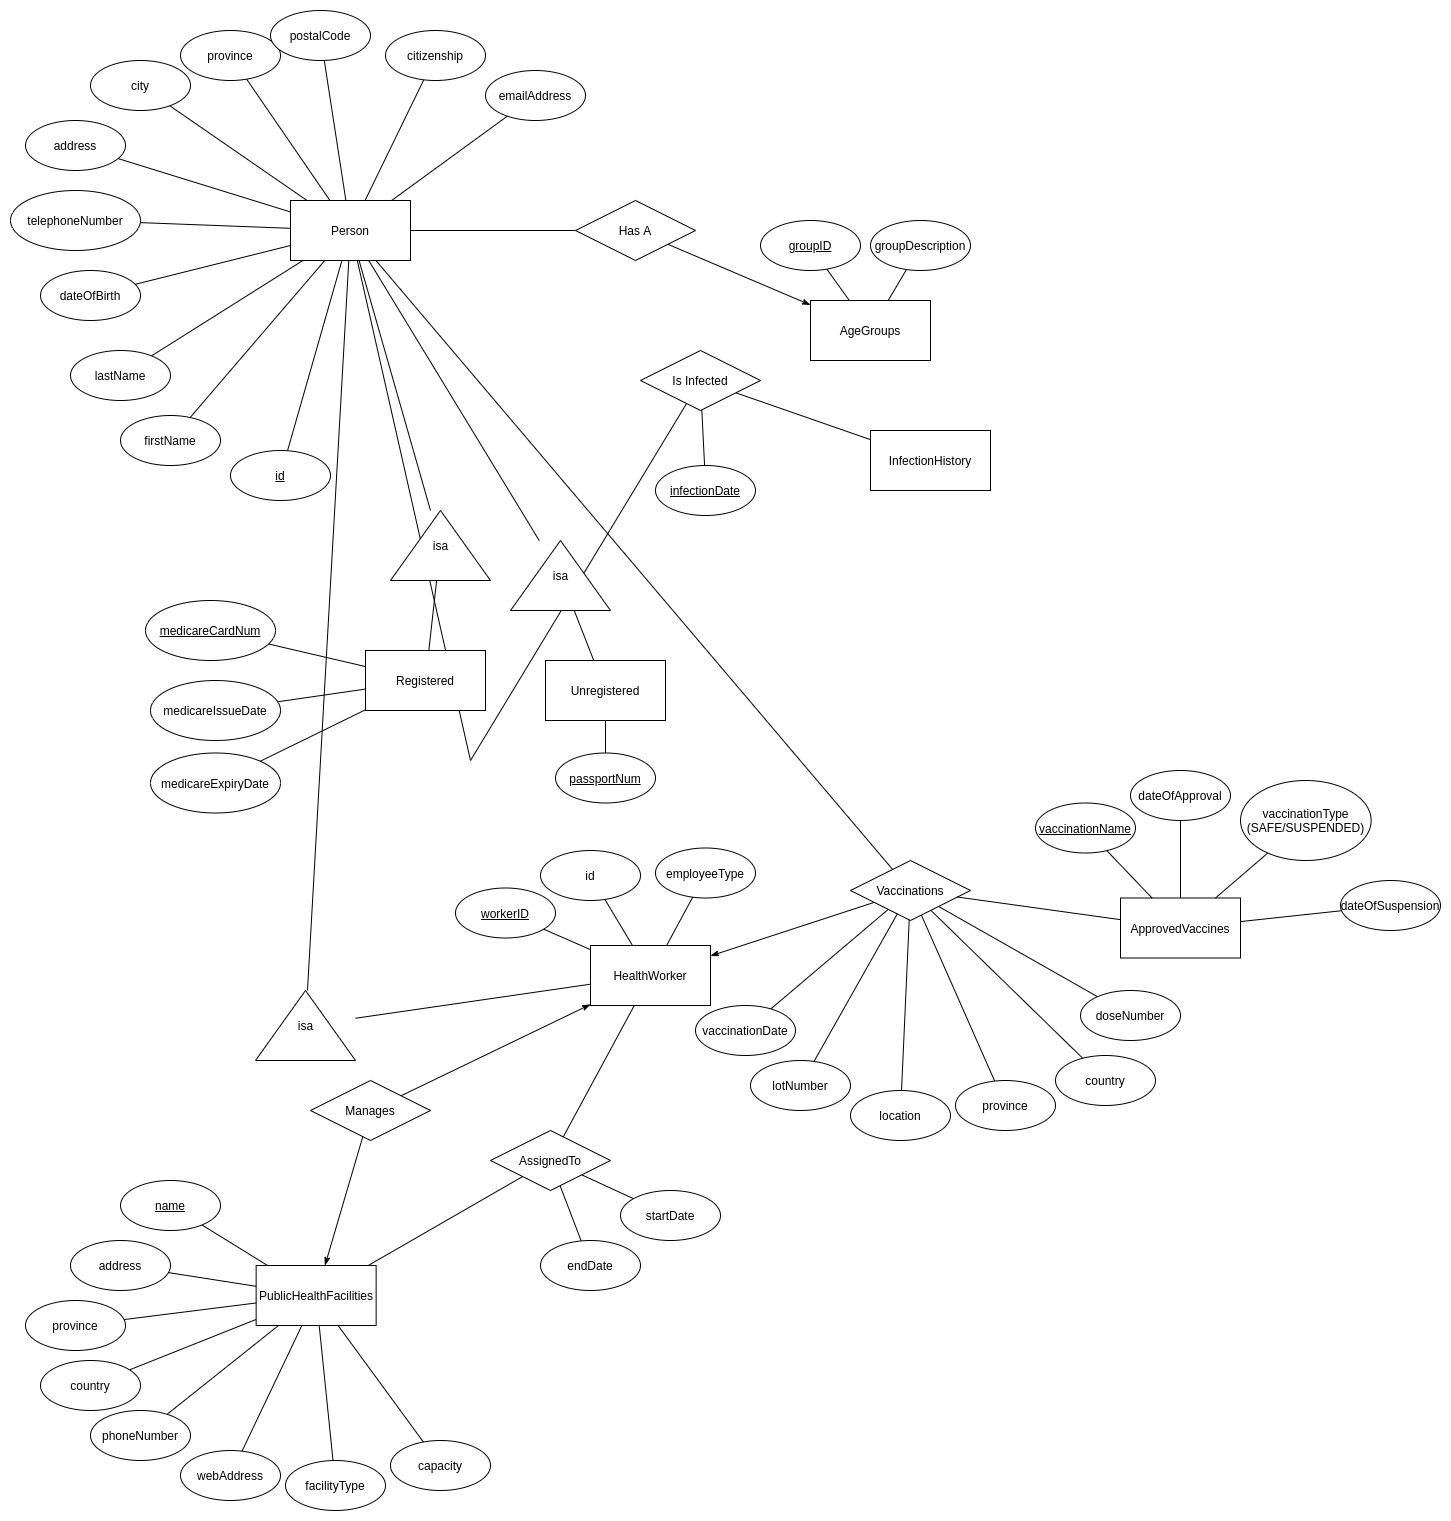 postalCode
province
citizenship
city
emailAddress
address
telephoneNumber
Person
Has A
groupID
groupDescription
dateOfBirth
AgeGroups
lastName
Is Infected
firstName
InfectionHistory
id
infectionDate
isa
isa
medicareCardNum
Registered
Unregistered
medicareIssueDate
medicareExpiryDate
passportNum
dateOfApproval
vaccinationType
(SAFE/SUSPENDED)
vaccinationName
id
employeeType
Vaccinations
dateOfSuspension
workerID
ApprovedVaccines
HealthWorker
isa
vaccinationDate
doseNumber
lotNumber
country
Manages
location
province
AssignedTo
name
startDate
address
endDate
PublicHealthFacilities
province
country
phoneNumber
webAddress
facilityType
capacity